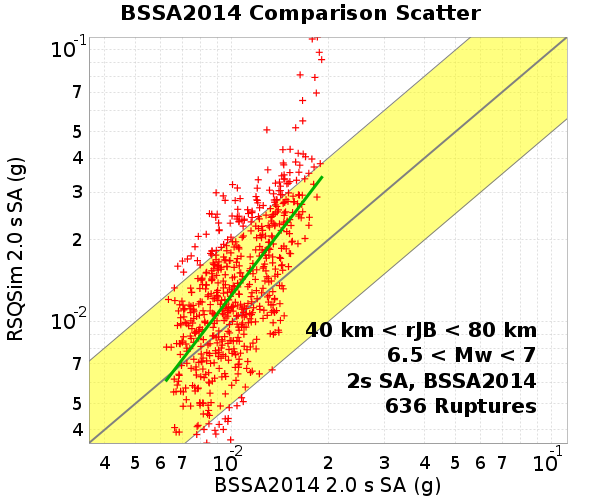 BSSA2014 Comparison Scatter
10-1
7
5
4
3
2
10-2
7
5
4
RSQSim 2.0 s SA (g)
40 km < rJB < 80 km
6.5 < Mw < 7
2s SA, BSSA2014
636 Ruptures
4 5 6 7 10-2 2 3 4 5 6 7 10-1
BSSA2014 2.0 s SA (g)